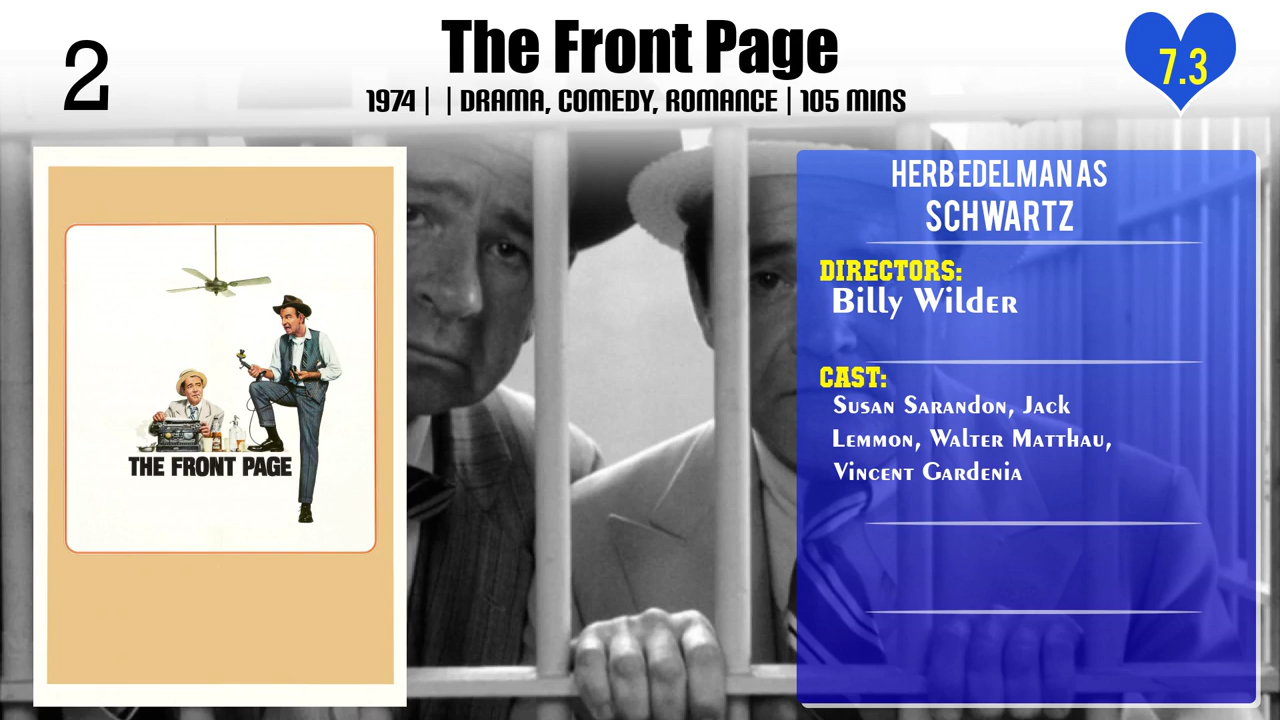 2
The Front Page
1974 | | DRAMA, COMEDY, ROMANCE | 105 MINS
7.3
THE FRONT PAGE
HERB EDELMAN AS
SCHWARTZ
DIRECTORS:
Billy Wilder
CAST:
Susan Sarandon, Jack
Lemmon, Walter Matthau,
Vincent Gardenia